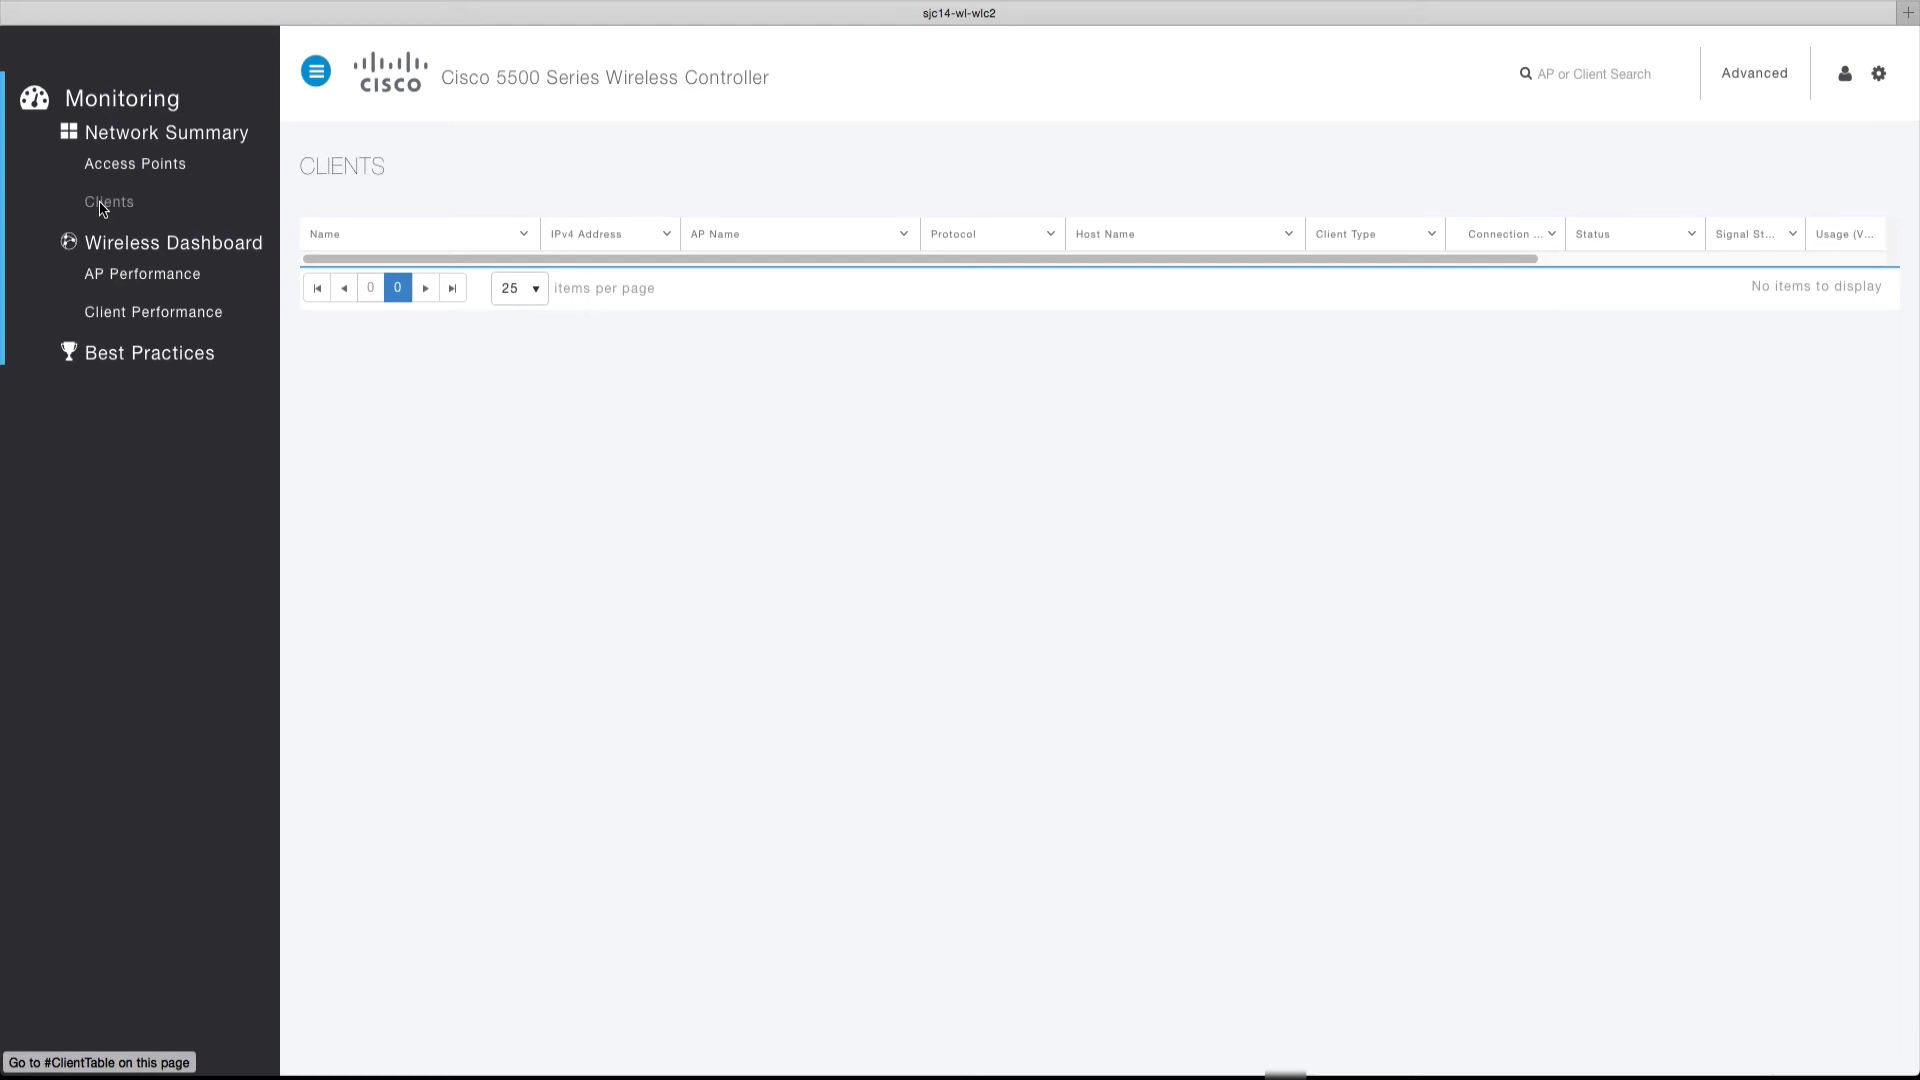 sjc14-wl-wlc2
Monitoring
Network Summary
Access Points
Clients
Wireless Dashboard
AP Performance
Client Performance
Best Practices
CISCO
Cisco 5500 Series Wireless Controller
AP or Client Search
Advanced
CLIENTS
Name IPv4 Address AP Name Protocol Host Name Client Type Connection ... Status Signal St... Usage (V...
0 0 25 items per page No items to display
Go to #ClientTable on this page